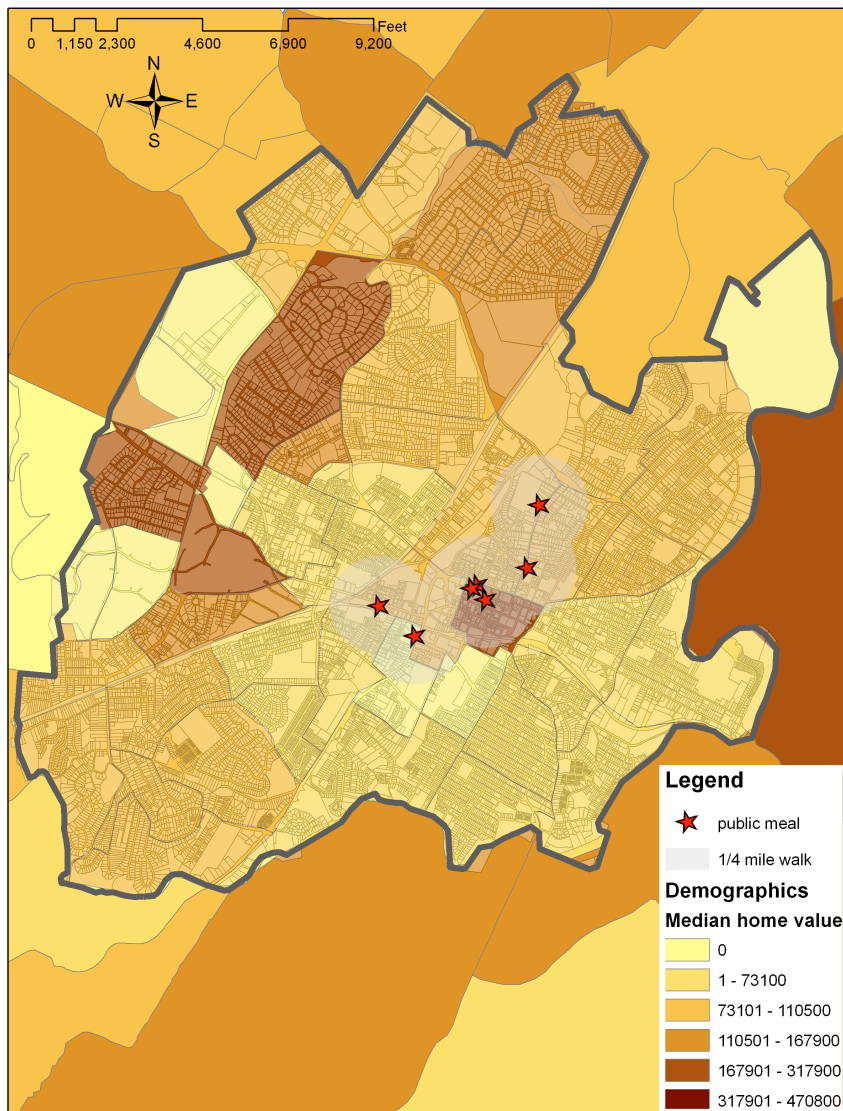 Feet
0 1,150 2,300 4,600 6,900 9,200
N
W E
S
Legend
public meal
1/4 mile walk
Demographics
Median home value
0
1 - 73100
73101 - 110500
110501 - 167900
167901 - 317900
317901 - 470800